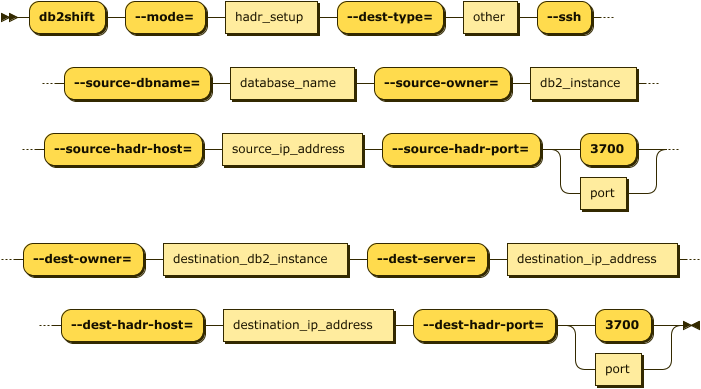 db2shift --mode= hadr_setup --dest-type= other --ssh
--source-dbname= database_name --source-owner= db2_instance
--source-hadr-host= source_ip_address --source-hadr-port= 3700
port
--dest-owner= destination_db2_instance --dest-server= destination_ip_address
--dest-hadr-host= destination_ip_address --dest-hadr-port= 3700
port